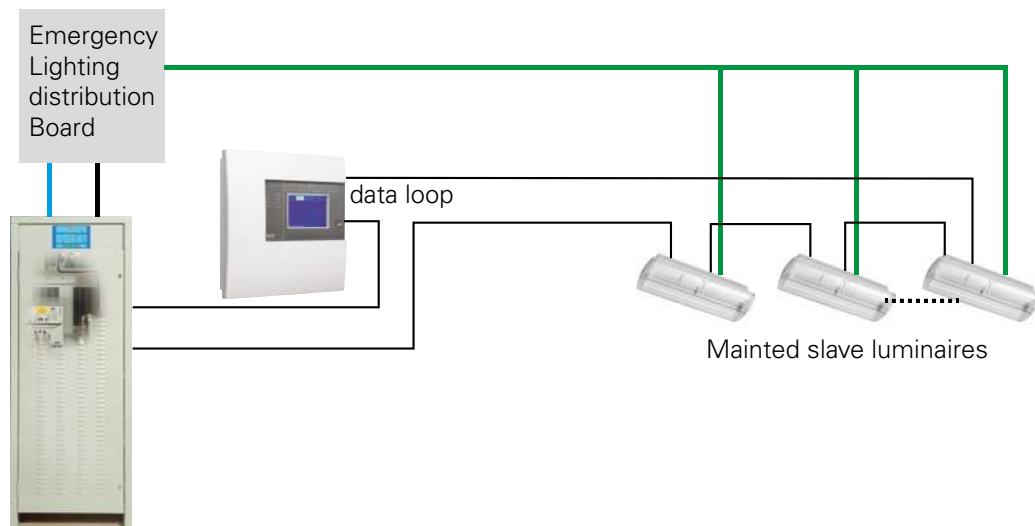 Emergency
Lighting
distribution
Board
data loop
Mainted slave luminaires